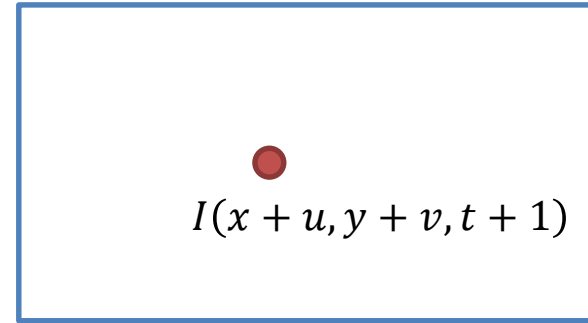 I(x + u, y + v, t + 1)